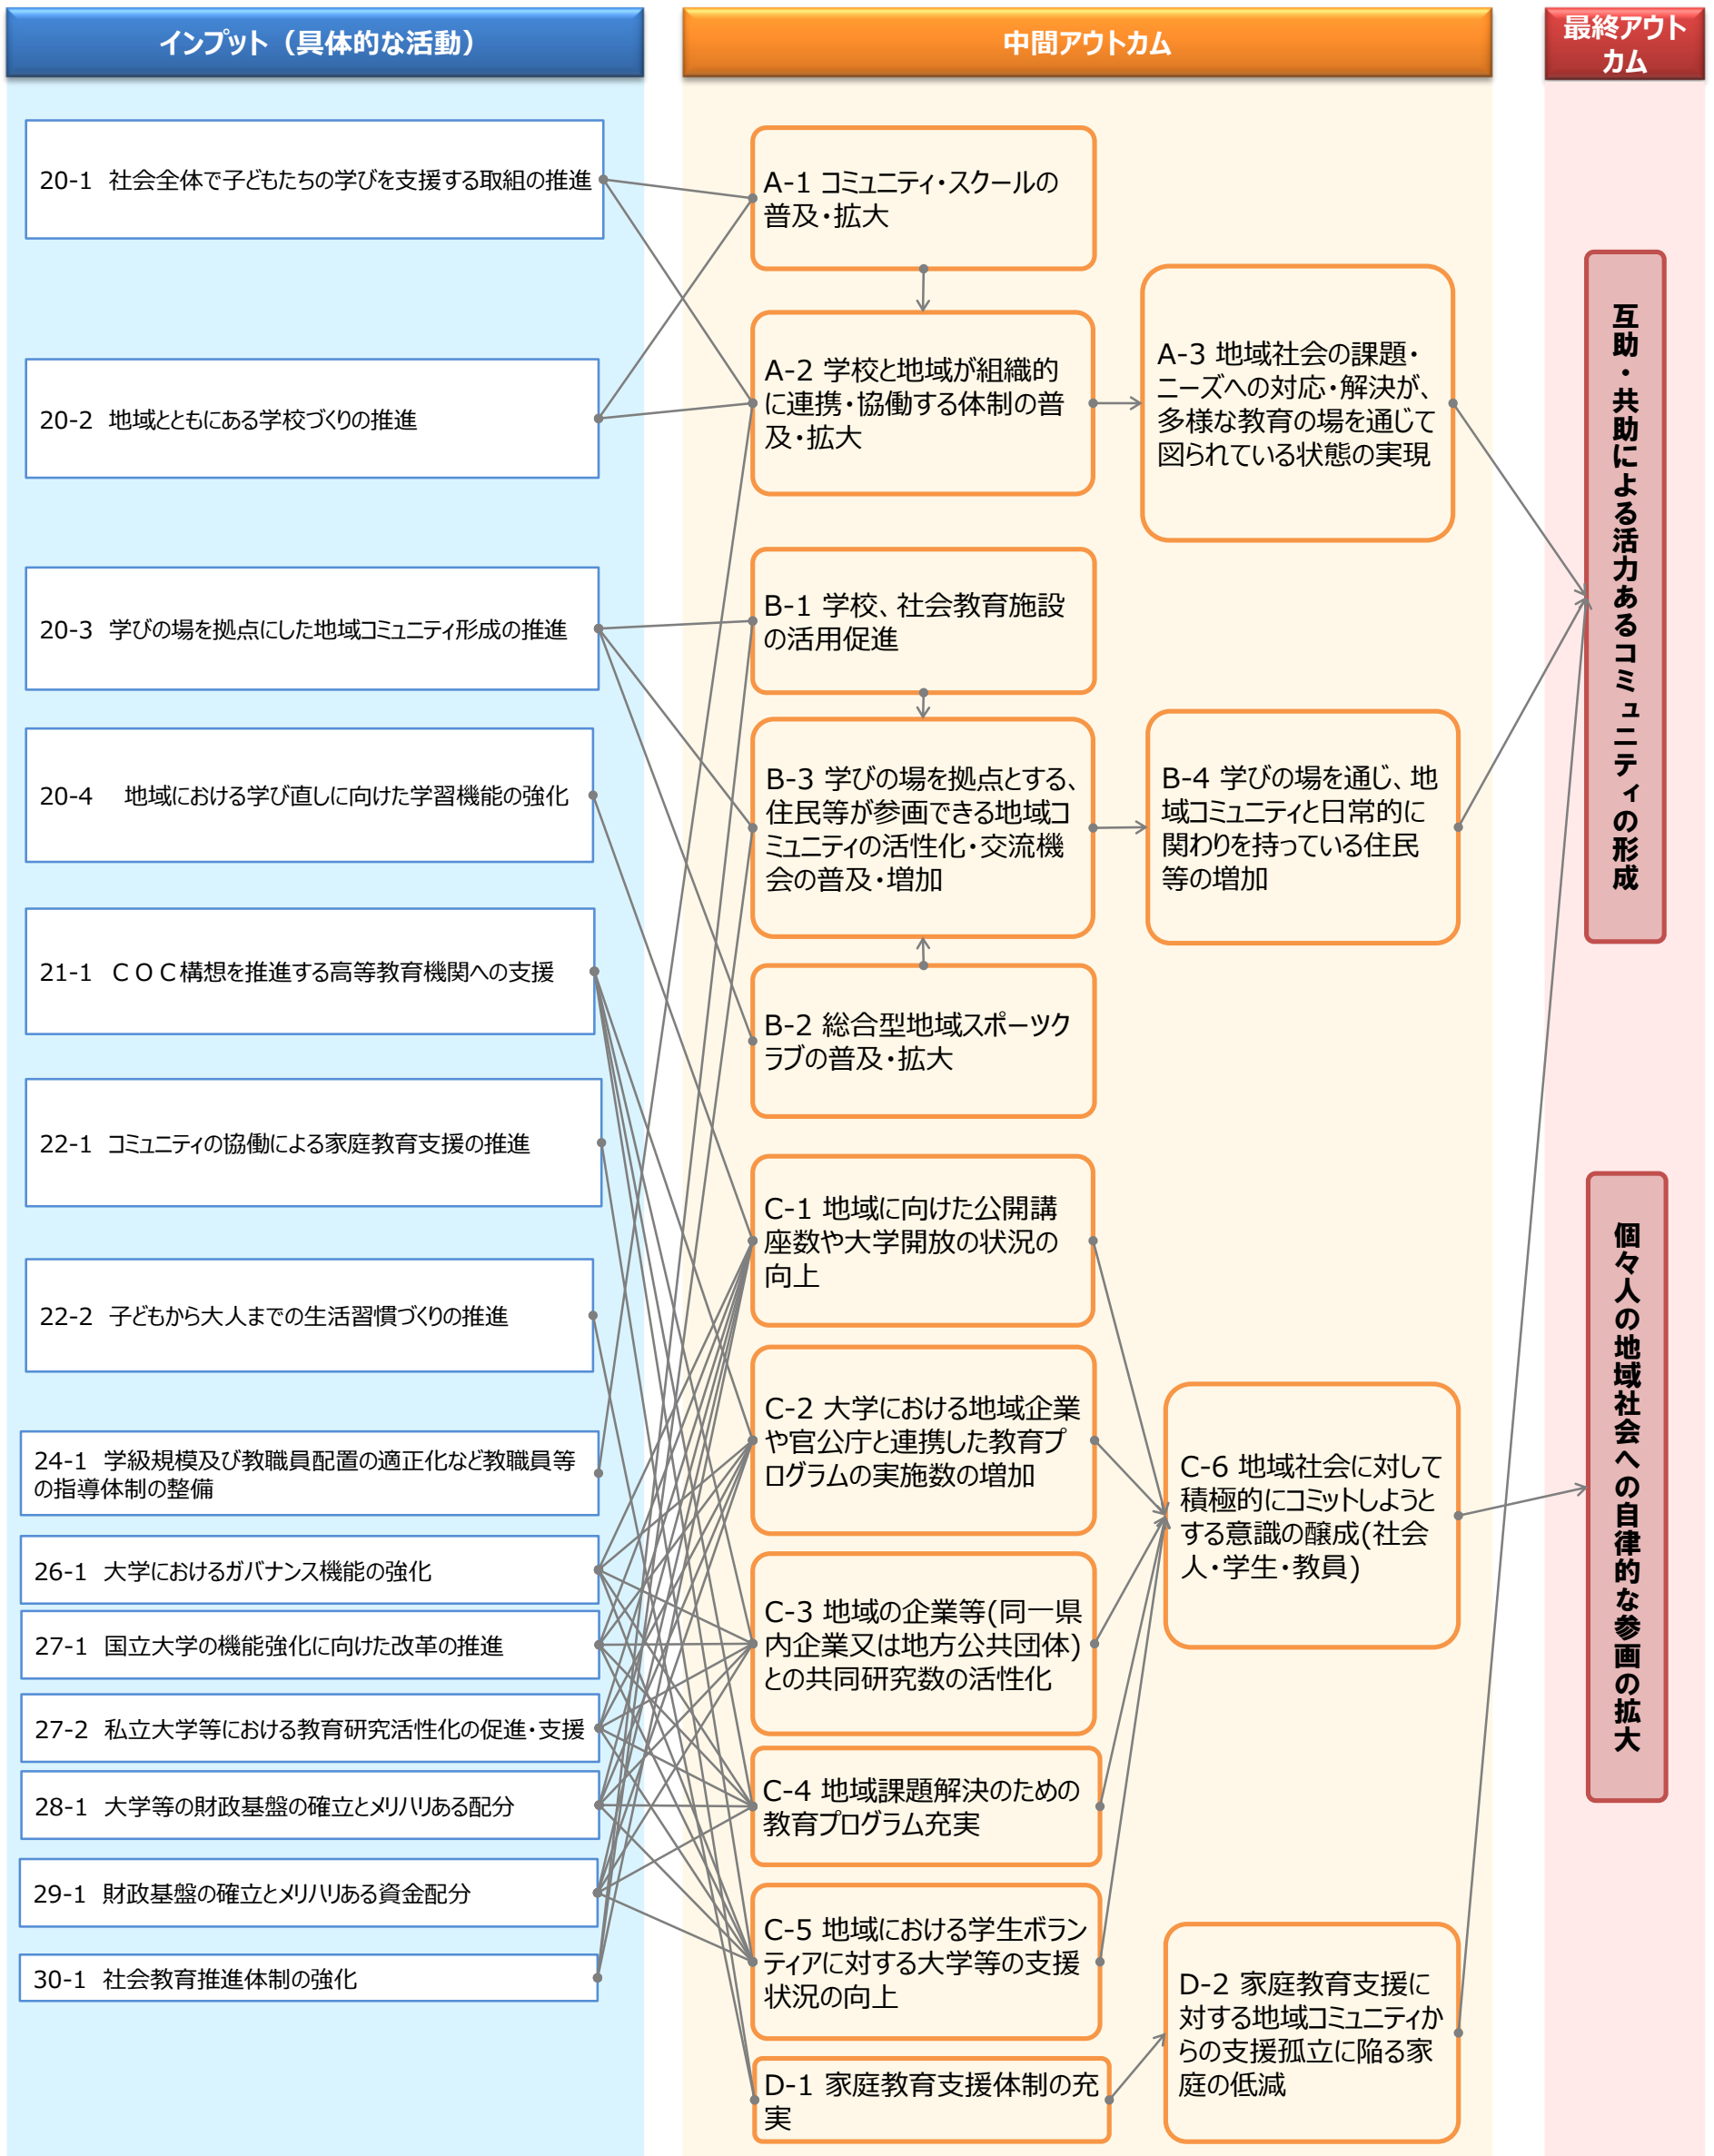 インプット（具体的な活動）
中間アウトカム
最終アウト
カム
20-1 社会全体で子どもたちの学びを支援する取組の推進
20-2 地域とともにある学校づくりの推進
20-3 学びの場を拠点にした地域コミュニティ形成の推進
20-4 地域における学び直しに向けた学習機能の強化
21-1 ＣＯＣ構想を推進する高等教育機関への支援
22-1 コミュニティの協働による家庭教育支援の推進
22-2 子どもから大人までの生活習慣づくりの推進
24-1 学級規模及び教職員配置の適正化など教職員等
の指導体制の整備
26-1 大学におけるガバナンス機能の強化
27-1 国立大学の機能強化に向けた改革の推進
27-2 私立大学等における教育研究活性化の促進・支援
28-1 大学等の財政基盤の確立とメリハリある配分
29-1 財政基盤の確立とメリハリある資金配分
30-1 社会教育推進体制の強化
A-1 コミュニティ・スクールの
普及・拡大
A-2 学校と地域が組織的
に連携・協働する体制の普
及・拡大
A-3 地域社会の課題・
ニーズへの対応・解決が、
多様な教育の場を通じて
図られている状態の実現
B-1 学校、社会教育施設
の活用促進
B-3 学びの場を拠点とする、
住民等が参画できる地域コ
ミュニティの活性化・交流機
会の普及・増加
B-4 学びの場を通じ、地
域コミュニティと日常的に
関わりを持っている住民
等の増加
B-2 総合型地域スポーツク
ラブの普及・拡大
C-1 地域に向けた公開講
座数や大学開放の状況の
向上
C-2 大学における地域企業
や官公庁と連携した教育プ
ログラムの実施数の増加
C-3 地域の企業等(同一県
内企業又は地方公共団体)
との共同研究数の活性化
C-4 地域課題解決のための
教育プログラム充実
C-5 地域における学生ボラン
ティアに対する大学等の支援
状況の向上
C-6 地域社会に対して
積極的にコミットしようと
する意識の醸成(社会
人・学生・教員)
D-1 家庭教育支援体制の充
実
D-2 家庭教育支援に
対する地域コミュニティか
らの支援孤立に陥る家
庭の低減
互助・共助による活力あるコミュニティの形成
個々人の地域社会への自律的な参画の拡大